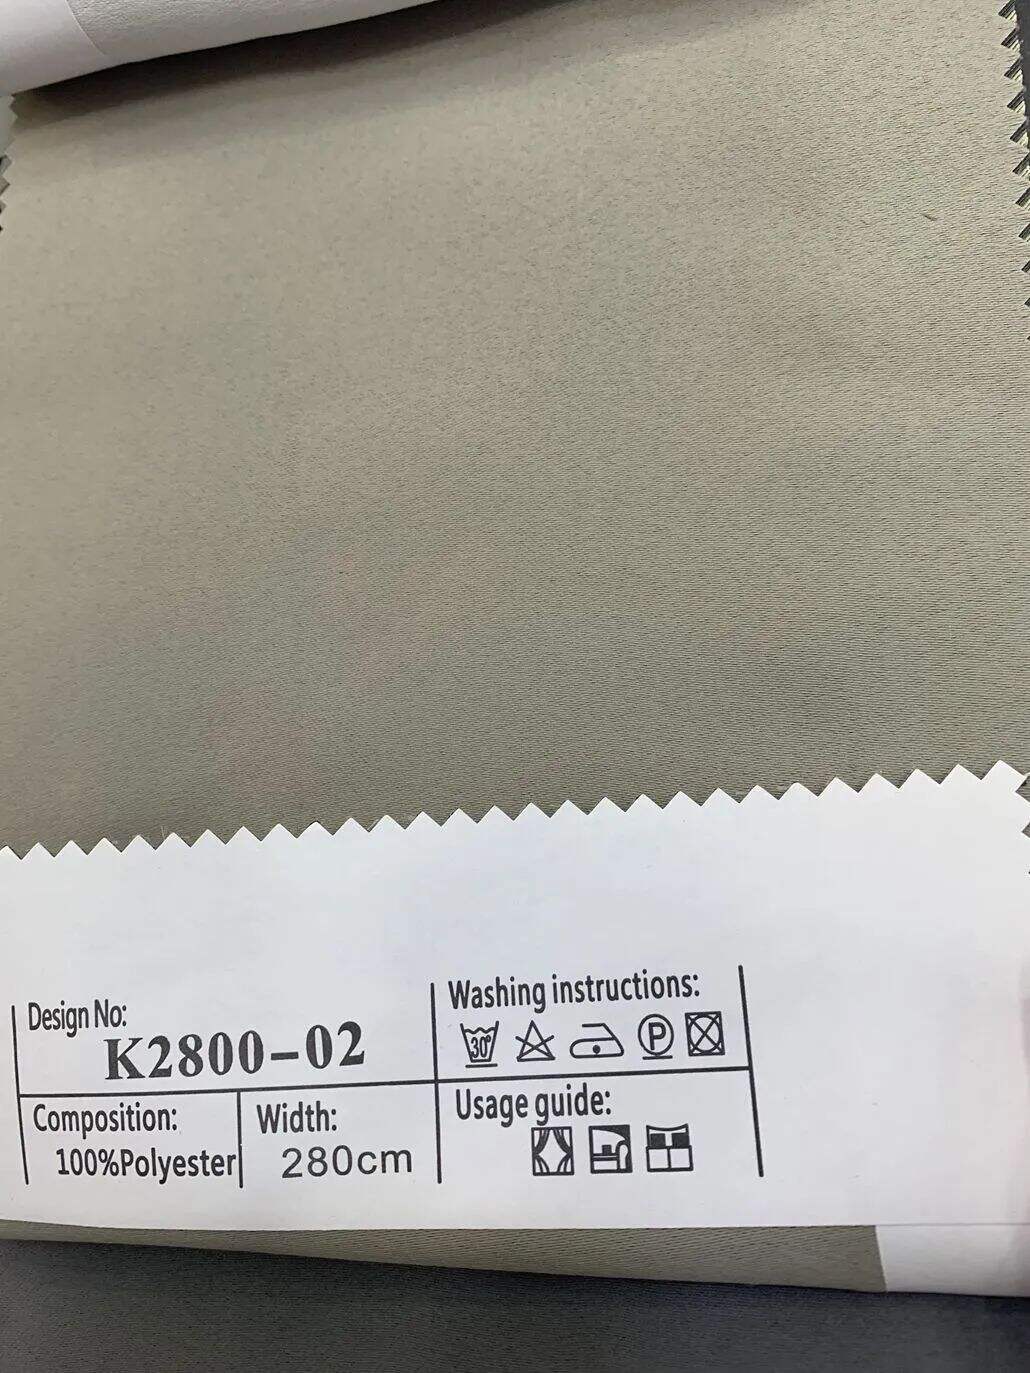 Design No:
K2800-02
Composition:
100%Polyester
Width:
280cm
Washing instructions:
30°
P
Usage guide: